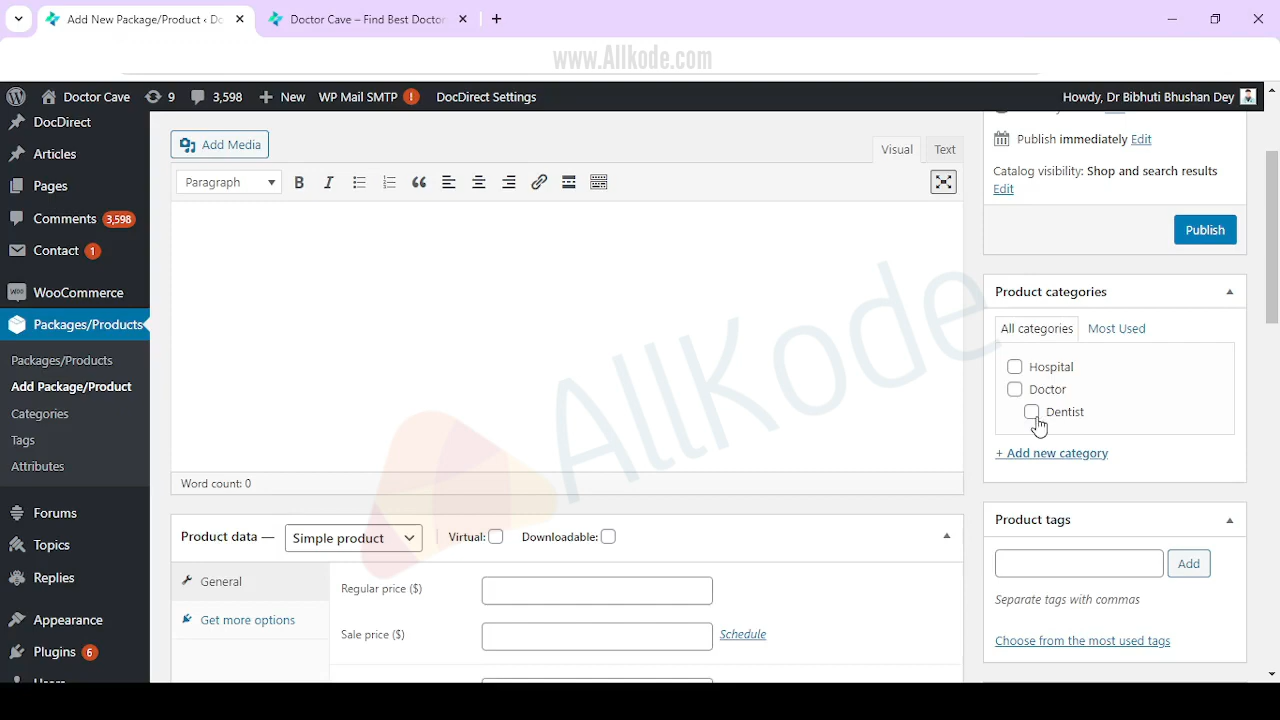 Add New Package/Product ‹ Do
Doctor Cave – Find Best Doctor
www.Allkode.com
Doctor Cave
9
3,598
New
WP Mail SMTP !
DocDirect Settings
Howdy, Dr Bibhuti Bhushan Dey
DocDirect
Articles
Pages
Comments 3,598
Contact 1
WooCommerce
Packages/Products
Packages/Products
Add Package/Product
Categories
Tags
Attributes
Forums
Topics
Replies
Appearance
Plugins 6
Add Media
Visual
Text
Paragraph
B
I
AllKode
Word count: 0
Product data —
Simple product
Virtual:
Downloadable:
General
Get more options
Regular price ($)
Sale price ($)
Schedule
Publish immediately Edit
Catalog visibility: Shop and search results
Edit
Publish
Product categories
All categories
Most Used
Hospital
Doctor
Dentist
+ Add new category
Product tags
Add
Separate tags with commas
Choose from the most used tags